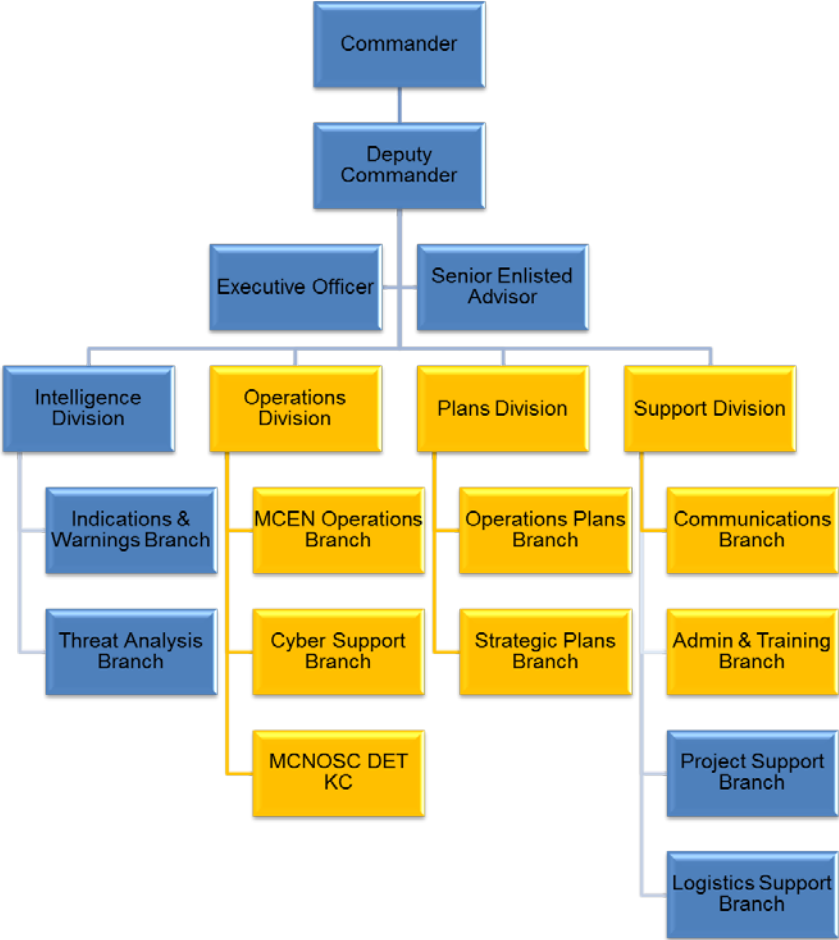 Commander
Deputy
Commander
Executive Officer
Senior Enlisted
Advisor
Intelligence
Division
Operations
Division
Plans Division
Support Division
Indications &
Warnings Branch
MCEN Operations
Branch
Operations Plans
Branch
Communications
Branch
Threat Analysis
Branch
Cyber Support
Branch
Strategic Plans
Branch
Admin & Training
Branch
MCNOSC DET
KC
Project Support
Branch
Logistics Support
Branch